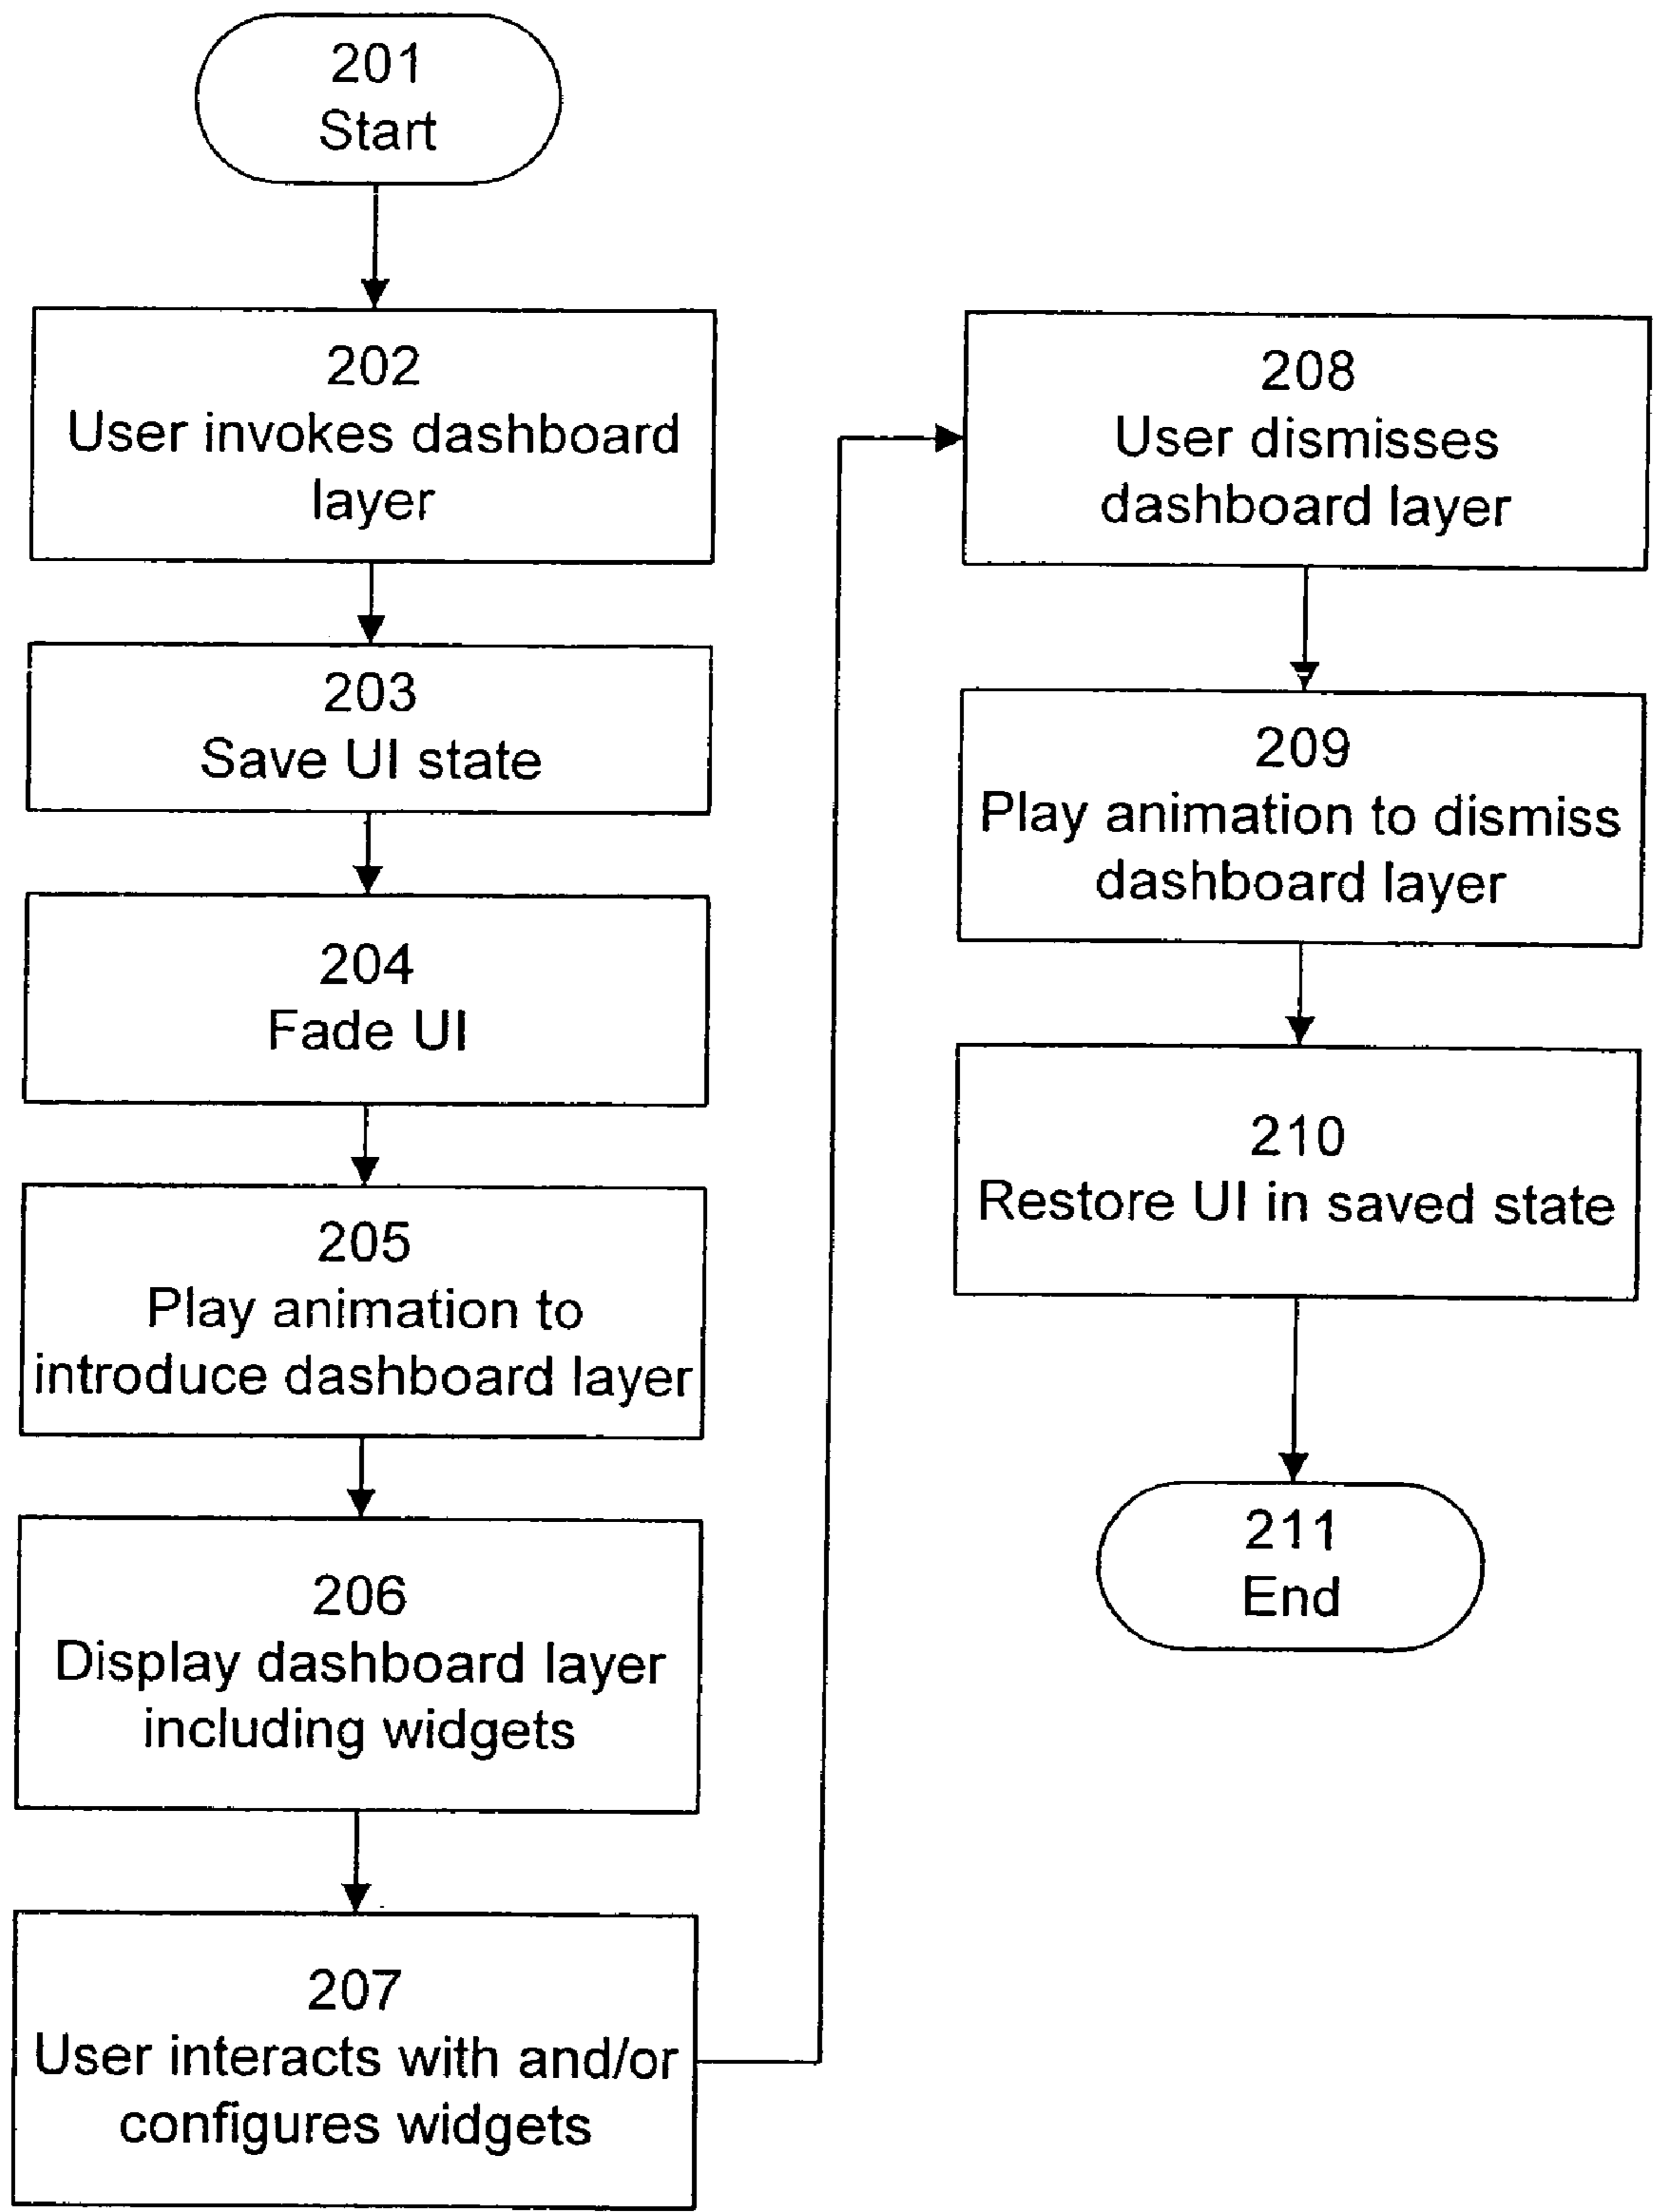 201
Start
202
User invokes dashboard
layer
203
Save UI state
204
Fade UI
205
Play animation to
introduce dashboard layer
206
Display dashboard layer
including widgets
207
User interacts with and/or
configures widgets
208
User dismisses
dashboard layer
209
Play animation to dismiss
dashboard layer
210
Restore UI in saved state
211
End